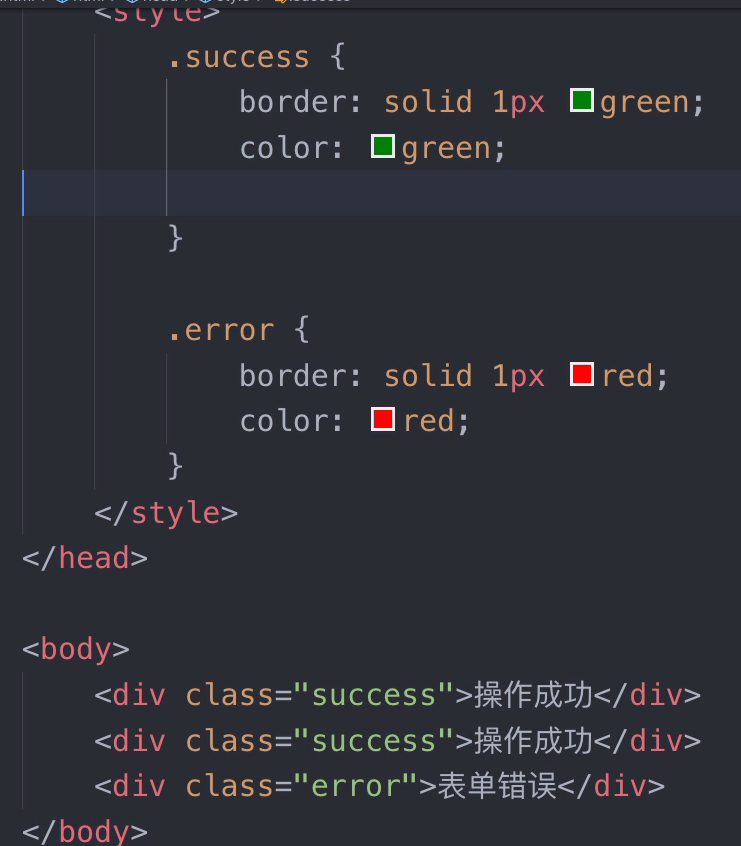 <style>
.success {
border: solid 1px green;
color: green;
}
.error {
border: solid 1px red;
color: red;
}
</style>
</head>
<body>
<div class="success">操作成功</div>
<div class="success">操作成功</div>
<div class="error">表单错误</div>
</body>